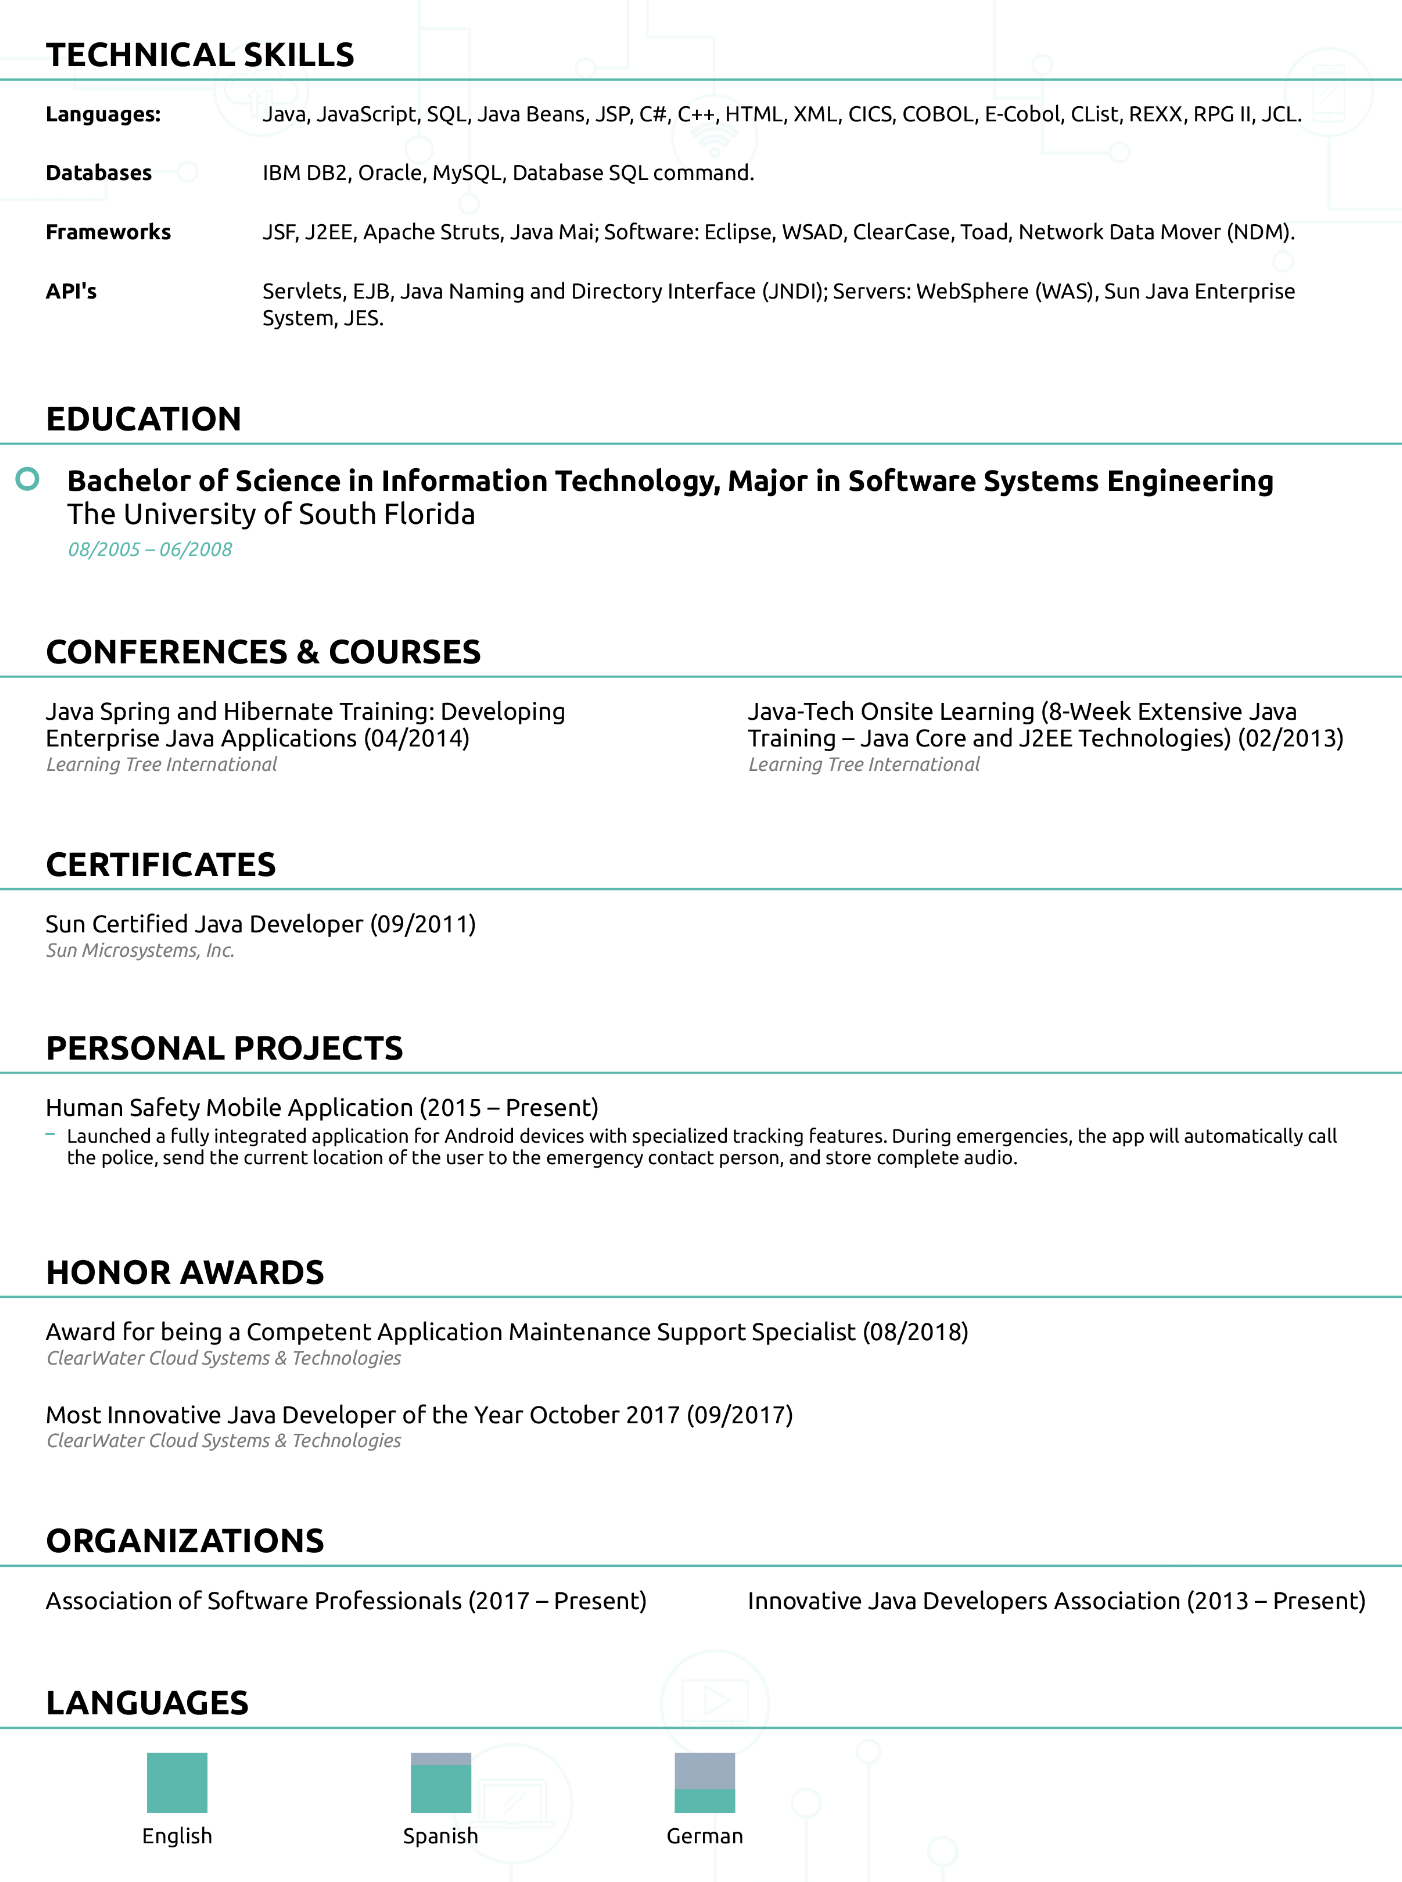 TECHNICAL SKILLS
Languages: Java, JavaScript, SQL, Java Beans, JSP, C#, C++, HTML, XML, CICS, COBOL, E-Cobol, CList, REXX, RPG II, JCL.
Databases IBM DB2, Oracle, MySQL, Database SQL command.
Frameworks JSF, J2EE, Apache Struts, Java Mai; Software: Eclipse, WSAD, ClearCase, Toad, Network Data Mover (NDM).
API's Servlets, EJB, Java Naming and Directory Interface (JNDI); Servers: WebSphere (WAS), Sun Java Enterprise
System, JES.
EDUCATION
Bachelor of Science in Information Technology, Major in Software Systems Engineering
The University of South Florida
08/2005 – 06/2008
CONFERENCES & COURSES
Java Spring and Hibernate Training: Developing
Enterprise Java Applications (04/2014)
Learning Tree International
Java-Tech Onsite Learning (8-Week Extensive Java
Training – Java Core and J2EE Technologies) (02/2013)
Learning Tree International
CERTIFICATES
Sun Certified Java Developer (09/2011)
Sun Microsystems, Inc.
PERSONAL PROJECTS
Human Safety Mobile Application (2015 – Present)
– Launched a fully integrated application for Android devices with specialized tracking features. During emergencies, the app will automatically call
the police, send the current location of the user to the emergency contact person, and store complete audio.
HONOR AWARDS
Award for being a Competent Application Maintenance Support Specialist (08/2018)
ClearWater Cloud Systems & Technologies
Most Innovative Java Developer of the Year October 2017 (09/2017)
ClearWater Cloud Systems & Technologies
ORGANIZATIONS
Association of Software Professionals (2017 – Present)
Innovative Java Developers Association (2013 – Present)
LANGUAGES
English
Spanish
German